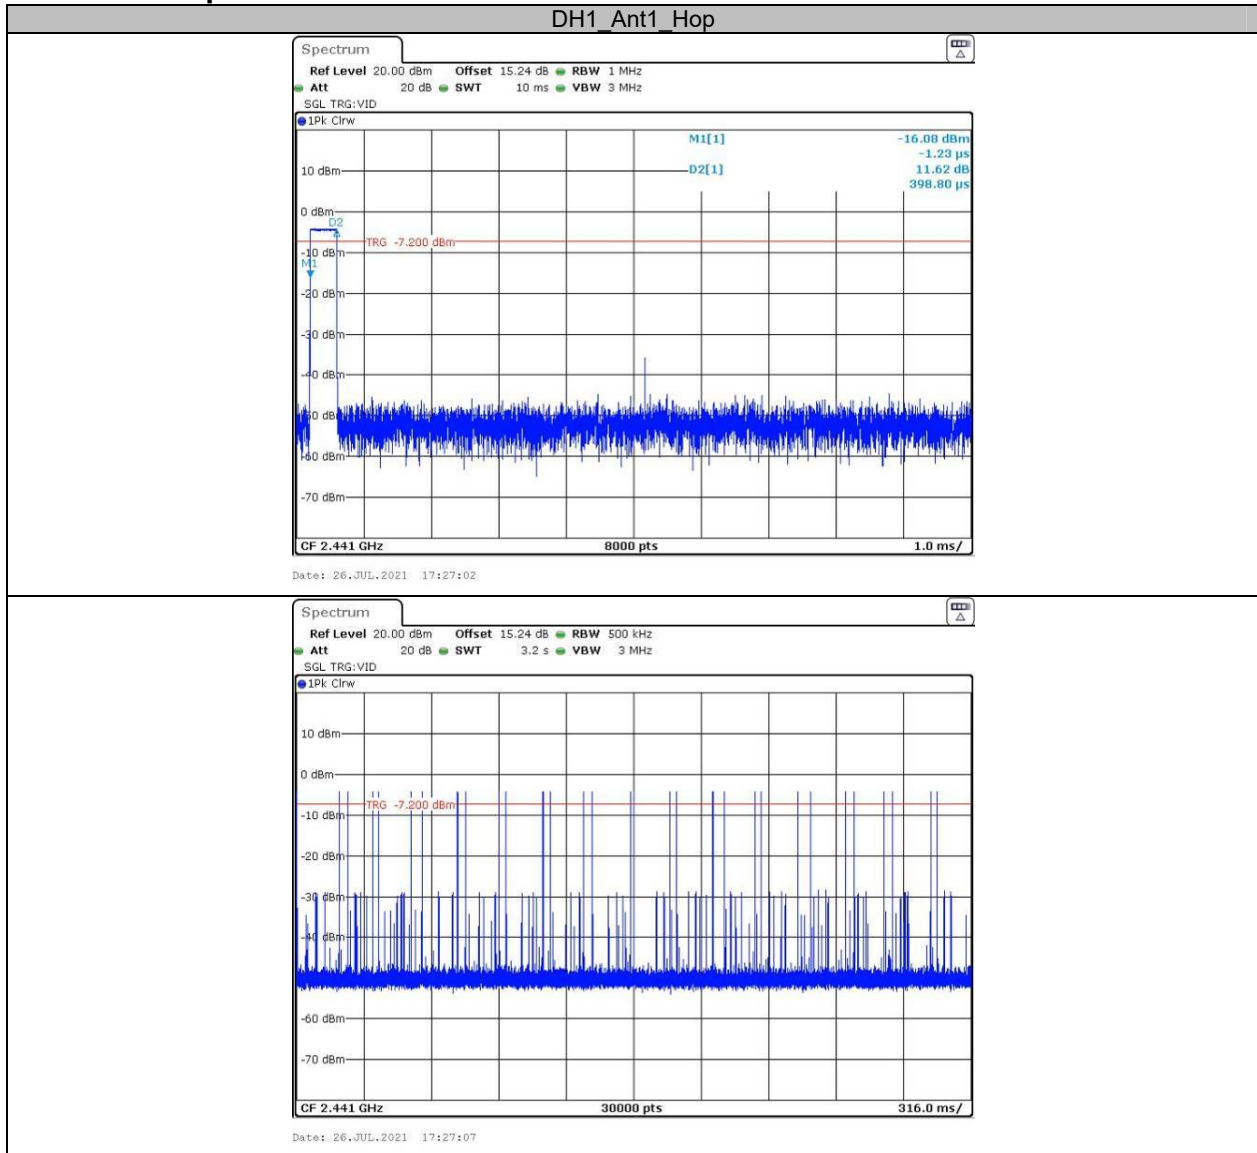 DH1_Ant1_Hop
Spectrum
Ref Level 20.00 dBm Offset 15.24 dB RBW 1 MHz
Att 20 dB SWT 10 ms VBW 3 MHz
SGL TRG:VID
1Pk Clrw
M1[1] -16.08 dBm
-1.23 µs
10 dBm D2[1] 11.62 dB
398.80 µs
0 dBm
D2
TRG -7.200 dBm
-10 dBm
M1
-20 dBm
-30 dBm
-40 dBm
-50 dBm
-60 dBm
-70 dBm
CF 2.441 GHz 8000 pts 1.0 ms/
Date: 26.JUL.2021 17:27:02
Spectrum
Ref Level 20.00 dBm Offset 15.24 dB RBW 500 kHz
Att 20 dB SWT 3.2 s VBW 3 MHz
SGL TRG:VID
1Pk Clrw
10 dBm
0 dBm
TRG -7.200 dBm
-10 dBm
-20 dBm
-30 dBm
-40 dBm
-60 dBm
-70 dBm
CF 2.441 GHz 30000 pts 316.0 ms/
Date: 26.JUL.2021 17:27:07